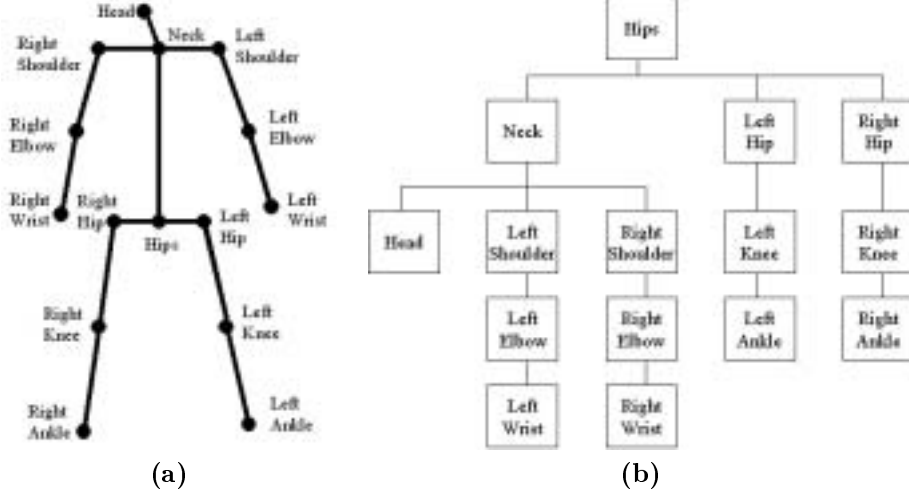 Head
Neck
Right
Shoulder
Left
Shoulder
Right
Elbow
Left
Elbow
Right
Wrist
Right
Hip
Hips
Left
Hip
Left
Wrist
Right
Knee
Left
Knee
Right
Ankle
Left
Ankle
(a)
Hips
Neck
Left
Hip
Right
Hip
Head
Left
Shoulder
Right
Shoulder
Left
Knee
Right
Knee
Left
Elbow
Right
Elbow
Left
Ankle
Right
Ankle
Left
Wrist
Right
Wrist
(b)